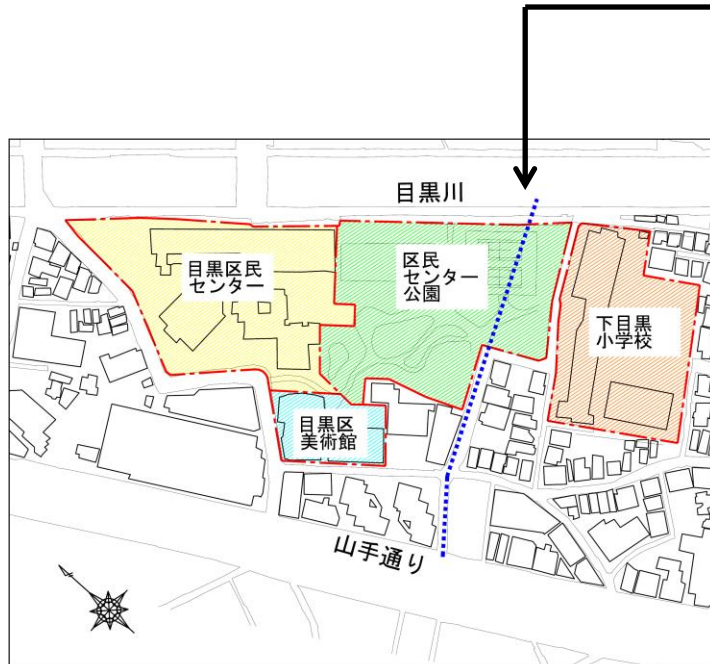 目黒川
目黒区民
センター
区民
センター
公園
下目黒
小学校
目黒区
美術館
山手通り